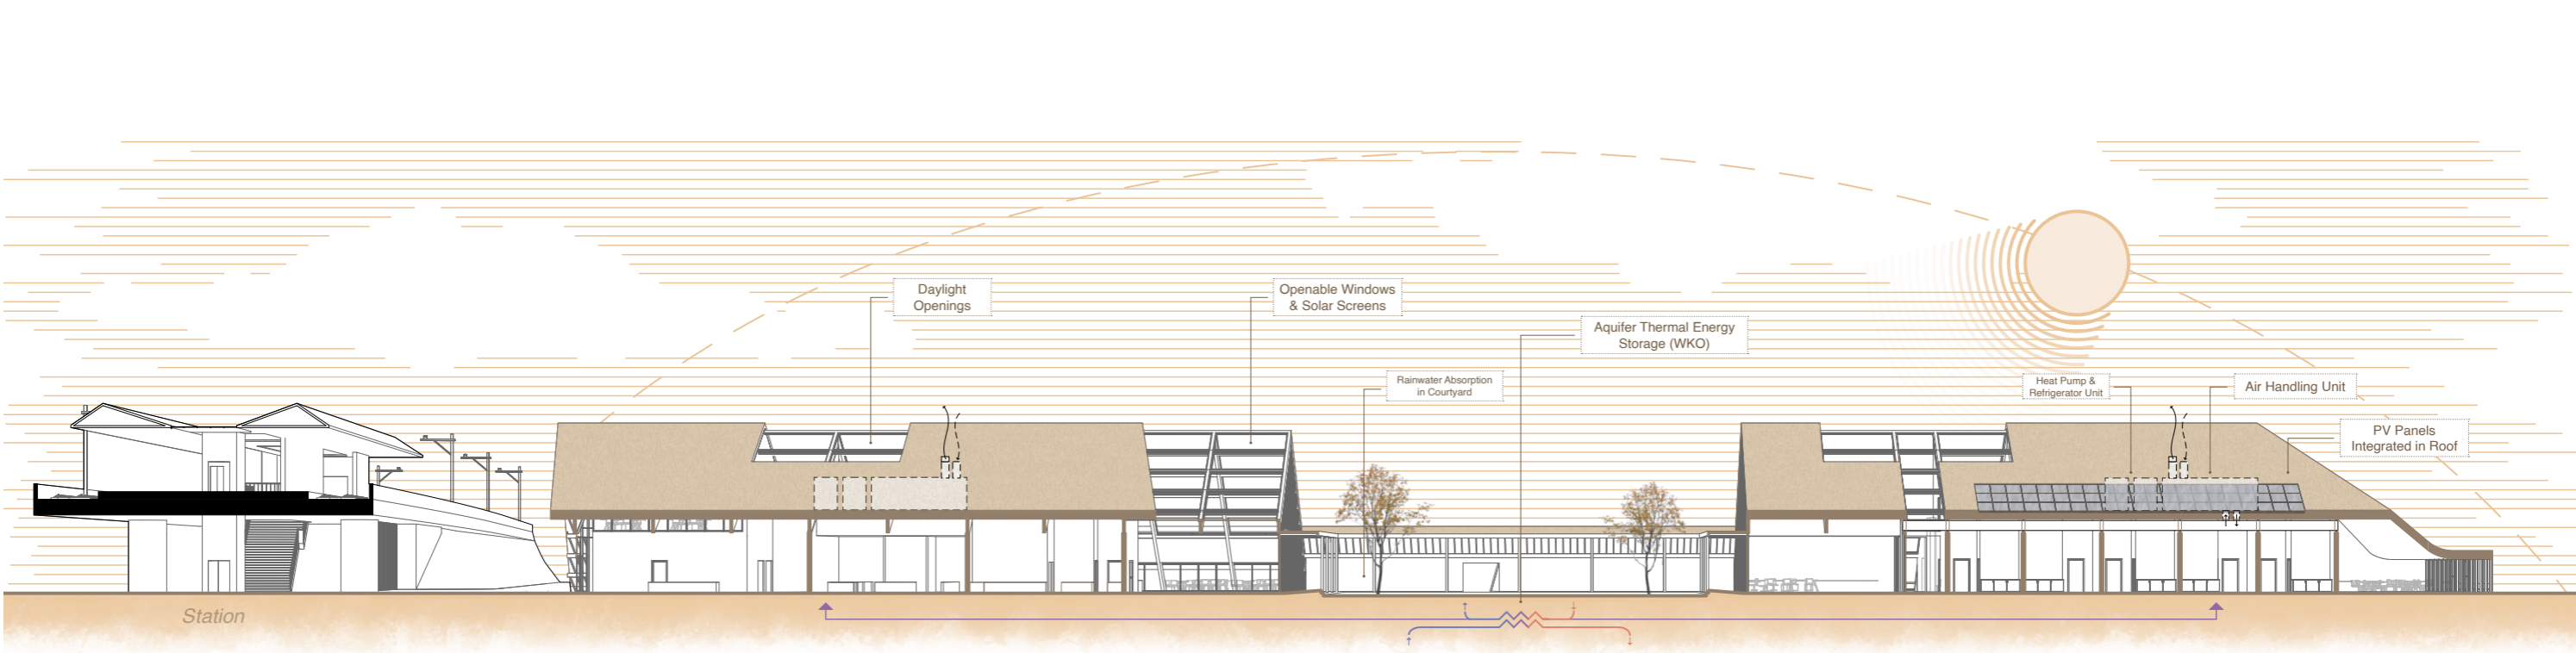 Daylight
Openings
Openable Windows
& Solar Screens
Aquifer Thermal Energy
Storage (WKO)
Rainwater Absorption
in Courtyard
Heat Pump &
Refrigerator Unit
Air Handling Unit
PV Panels
Integrated in Roof
Station